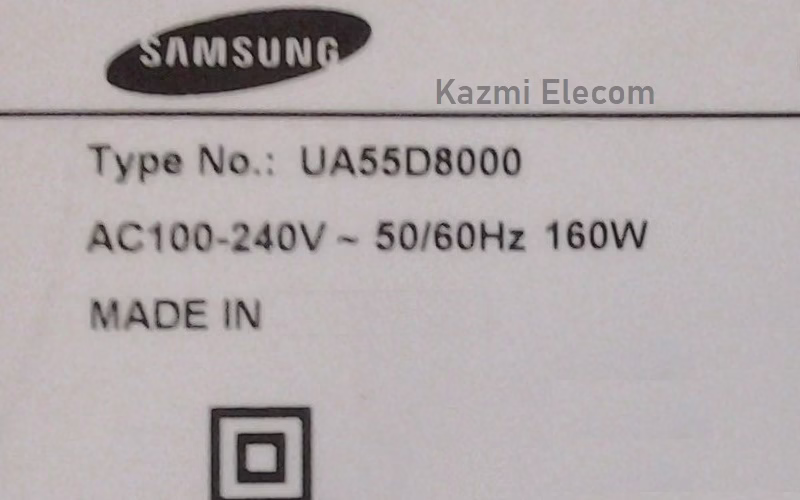 SAMSUNG
Kazmi Elecom
Type No.: UA55D8000
AC100-240V ~ 50/60Hz 160W
MADE IN